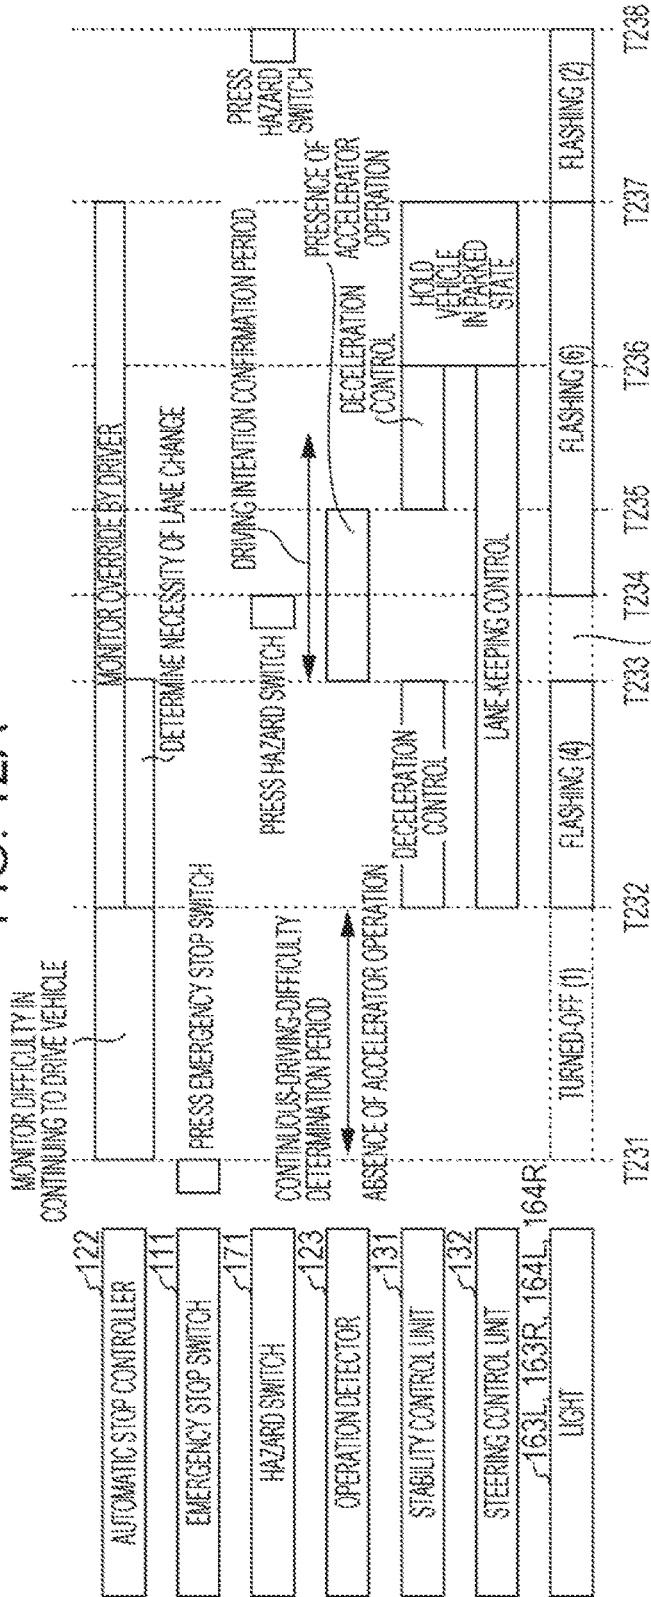 MONITOR DIFFICULTY IN
CONTINUING TO DRIVE VEHICLE
122
AUTOMATIC STOP CONTROLLER
MONITOR OVERRIDE BY DRIVER
DETERMINE NECESSITY OF LANE CHANGE
111
EMERGENCY STOP SWITCH
PRESS EMERGENCY STOP SWITCH
171
HAZARD SWITCH
PRESS HAZARD SWITCH
DRIVING INTENTION CONFIRMATION PERIOD
PRESS
HAZARD
SWITCH
CONTINUOUS-DRIVING-DIFFICULTY
DETERMINATION PERIOD
123
OPERATION DETECTOR
ABSENCE OF ACCELERATOR OPERATION
PRESENCE OF
ACCELERATOR
OPERATION
131
STABILITY CONTROL UNIT
DECELERATION
CONTROL
DECELERATION
CONTROL
HOLD
VEHICLE
IN PARKED
STATE
132
STEERING CONTROL UNIT
LANE-KEEPING CONTROL
163L, 163R, 164L, 164R
LIGHT
TURNED-OFF (1)
FLASHING (4)
FLASHING (6)
FLASHING (2)
T231
T232
T233
T234
T235
T236
T237
T238